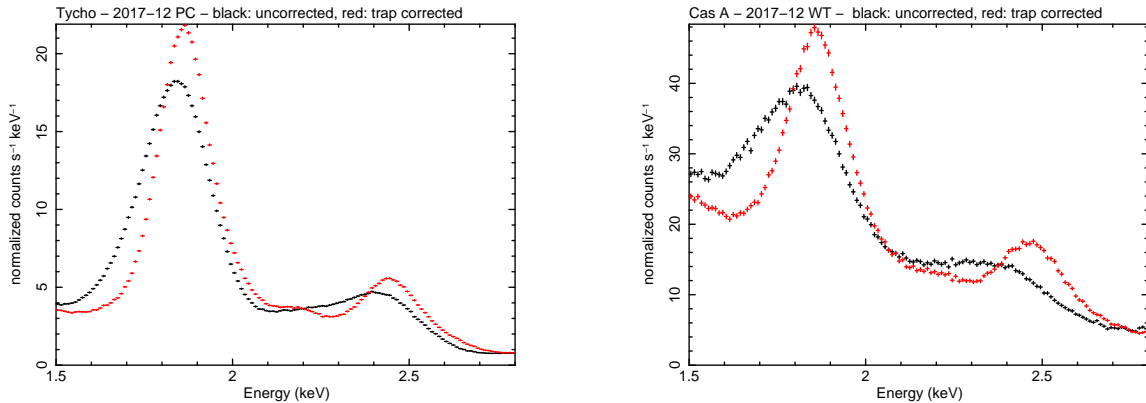 Tycho − 2017−12 PC − black: uncorrected, red: trap corrected
normalized counts s⁻¹ keV⁻¹
20
15
10
5
0
1.5 2 2.5
Energy (keV)
Cas A − 2017−12 WT − black: uncorrected, red: trap corrected
normalized counts s⁻¹ keV⁻¹
40
30
20
10
0
1.5 2 2.5
Energy (keV)